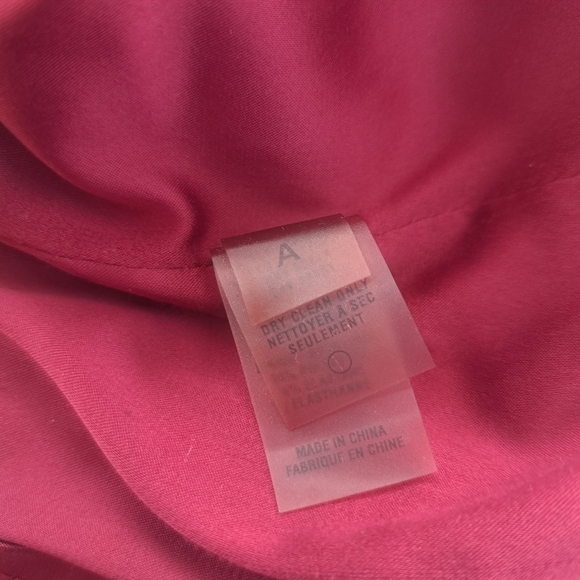 A
DRY CLEAN ONLY
NETTOYER À SEC
SEULEMENT
ELASTHANNE
MADE IN CHINA
FABRIQUÉ EN CHINE